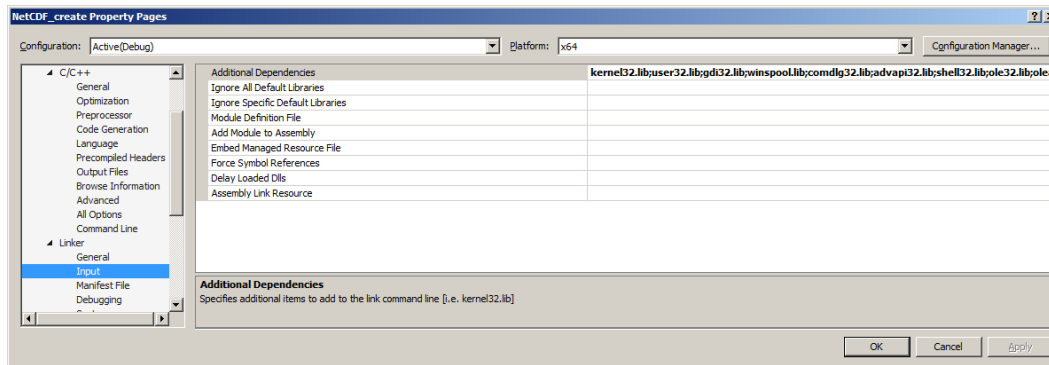 NetCDF_create Property Pages
Configuration: Active(Debug) Platform: x64 Configuration Manager...
C/C++
General
Optimization
Preprocessor
Code Generation
Language
Precompiled Headers
Output Files
Browse Information
Advanced
All Options
Command Line
Linker
General
Input
Manifest File
Debugging
Additional Dependencies kernel32.lib;user32.lib;gdi32.lib;winspool.lib;comdlg32.lib;advapi32.lib;shell32.lib;ole32.lib;olea
Ignore All Default Libraries
Ignore Specific Default Libraries
Module Definition File
Add Module to Assembly
Embed Managed Resource File
Force Symbol References
Delay Loaded Dlls
Assembly Link Resource
Additional Dependencies
Specifies additional items to add to the link command line [i.e. kernel32.lib]
OK Cancel Apply